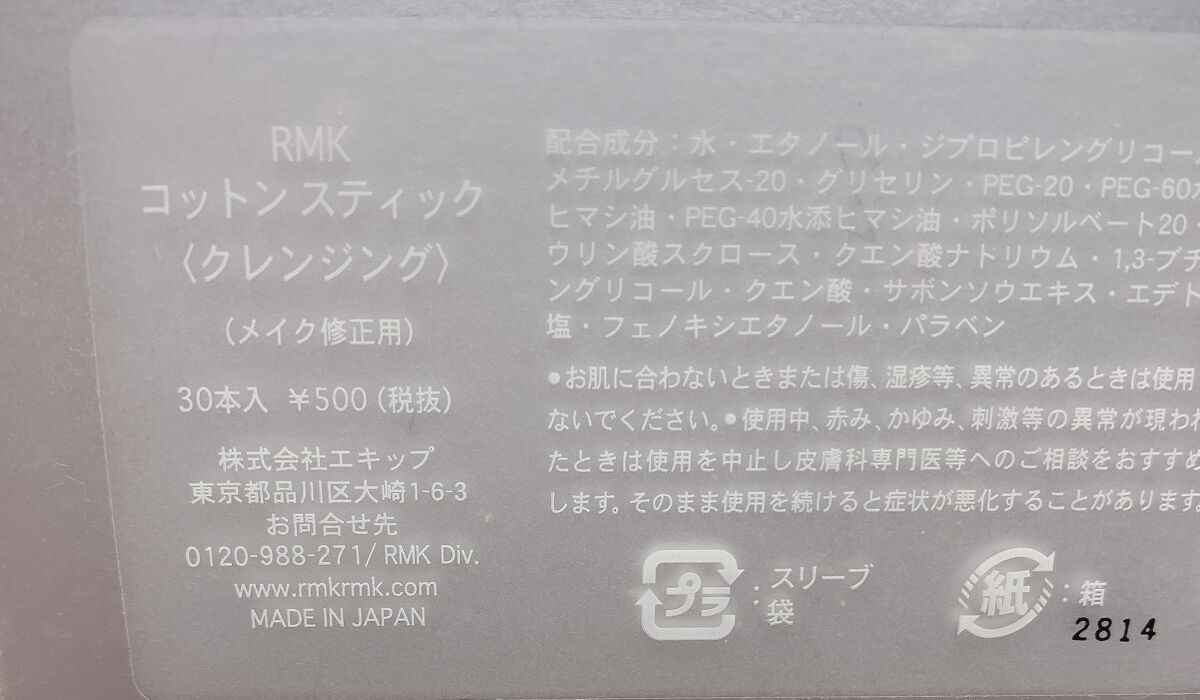 RMK
コットン スティック
〈クレンジング〉
(メイク修正用)
30本入 ￥500 (税抜)
株式会社エキップ
東京都品川区大崎1-6-3
お問合せ先
0120-988-271/ RMK Div.
www.rmkrmk.com
MADE IN JAPAN
配合成分：水・エタノール・ジプロピレングリコー
メチルグルセス-20・グリセリン・PEG-20・PEG-60
ヒマシ油・PEG-40水添ヒマシ油・ポリソルベート20・
ウリン酸スクロース・クエン酸ナトリウム・1,3-ブチ
ングリコール・クエン酸・サボンソウエキス・エデト
塩・フェノキシエタノール・パラベン
●お肌に合わないときまたは傷、湿疹等、異常のあるときは使用
ないでください。●使用中、赤み、かゆみ、刺激等の異常が現われ
たときは使用を中止し皮膚科専門医等へのご相談をおすすめ
します。そのまま使用を続けると症状が悪化することがあります。
プラ：スリーブ
袋
紙：箱
2814